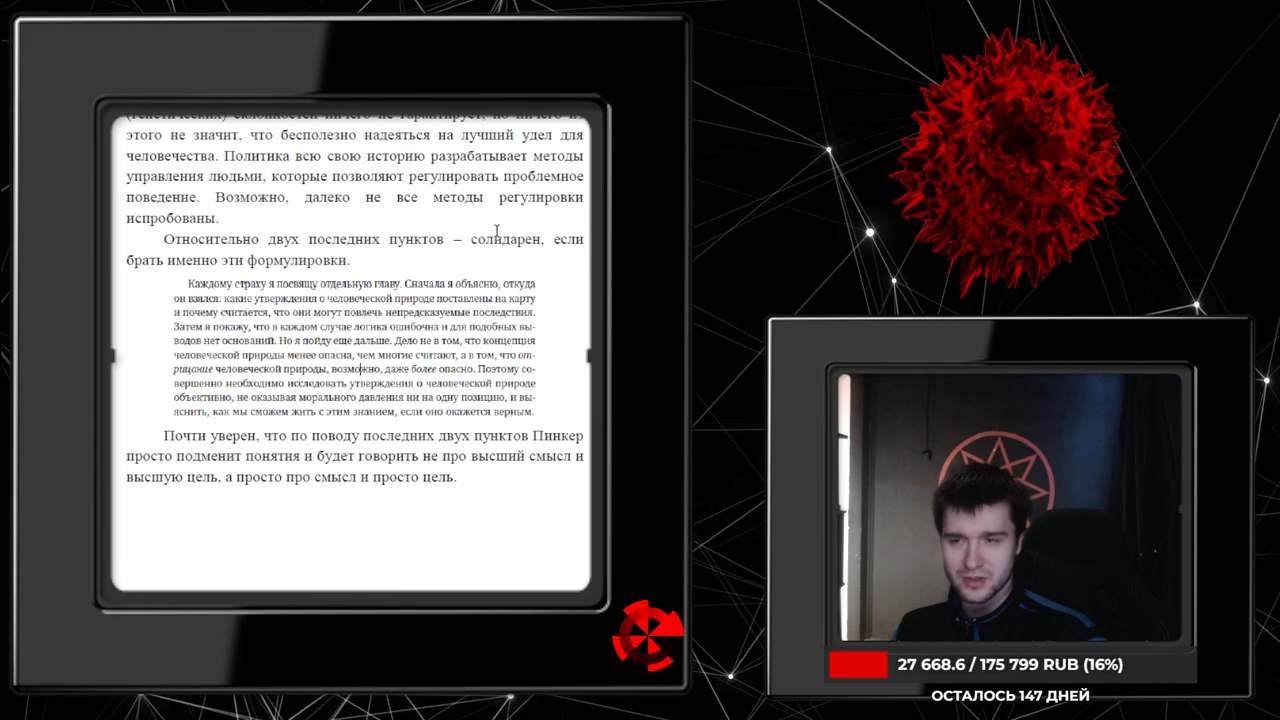 (генетических) склонностей ничего не гарантирует, но ничего из
этого не значит, что бесполезно надеяться на лучший удел для
человечества. Политика всю свою историю разрабатывает методы
управления людьми, которые позволяют регулировать проблемное
поведение. Возможно, далеко не все методы регулировки
испробованы.
Относительно двух последних пунктов – солидарен, если
брать именно эти формулировки.
Каждому страху я посвящу отдельную главу. Сначала я объясню, откуда
он взялся: какие утверждения о человеческой природе поставлены на карту
и почему считается, что они могут повлечь непредсказуемые последствия.
Затем я покажу, что в каждом случае логика ошибочна и для подобных вы-
водов нет оснований. Но я пойду еще дальше. Дело не в том, что концепция
человеческой природы менее опасна, чем многие считают, а в том, что от-
рицание человеческой природы, возможно, даже более опасно. Поэтому со-
вершенно необходимо исследовать утверждения о человеческой природе
объективно, не оказывая морального давления ни на одну позицию, и вы-
яснить, как мы сможем жить с этим знанием, если оно окажется верным.
Почти уверен, что по поводу последних двух пунктов Пинкер
просто подменит понятия и будет говорить не про высший смысл и
высшую цель, а просто про смысл и просто цель.
27 668.6 / 175 799 RUB (16%)
ОСТАЛОСЬ 147 ДНЕЙ